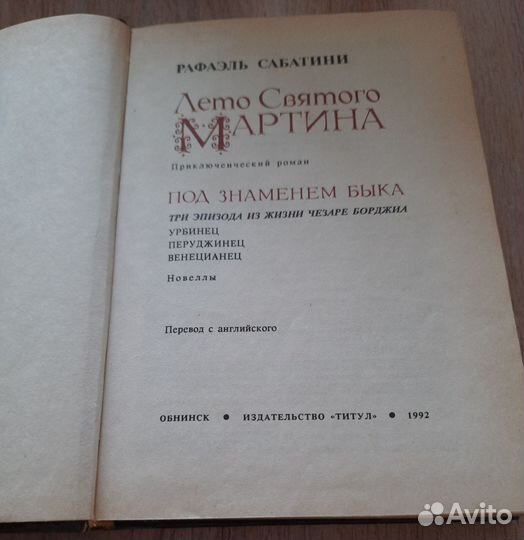 РАФАЭЛЬ САБАТИНИ
Лето Святого
МАРТИНА
Приключенческий роман
ПОД ЗНАМЕНЕМ БЫКА
ТРИ ЭПИЗОДА ИЗ ЖИЗНИ ЧЕЗАРЕ БОРДЖИА
УРБИНЕЦ
ПЕРУДЖИНЕЦ
ВЕНЕЦИАНЕЦ
Новеллы
Перевод с английского
ОБНИНСК ● ИЗДАТЕЛЬСТВО «ТИТУЛ» ● 1992
Avito